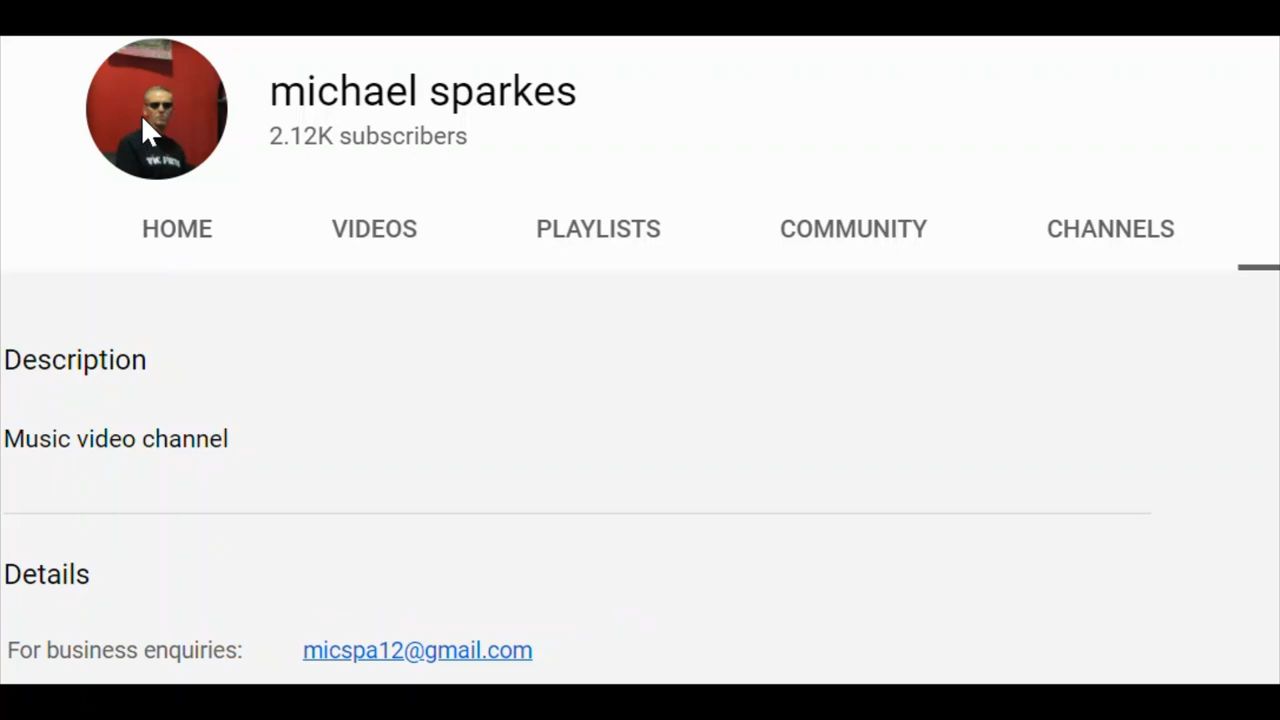 michael sparkes
2.12K subscribers
HOME VIDEOS PLAYLISTS COMMUNITY CHANNELS
Description
Music video channel
Details
For business enquiries: micspa12@gmail.com